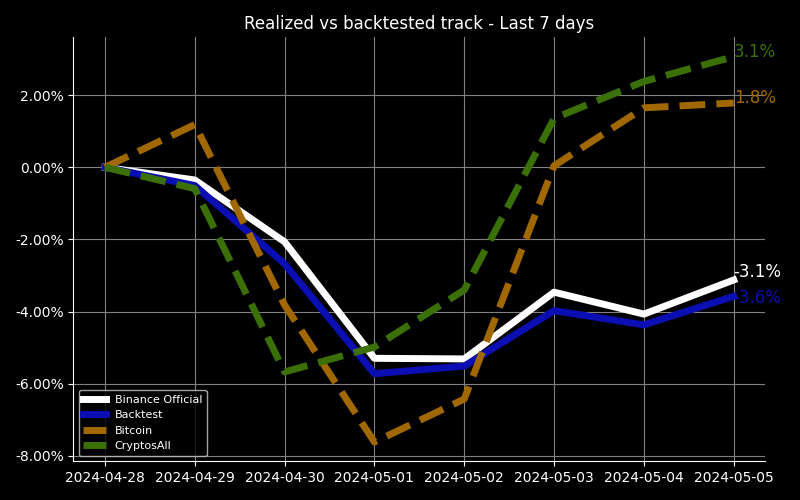 Realized vs backtested track - Last 7 days
3.1%
2.00%
1.8%
0.00%
-2.00%
-3.1%
-3.6%
-4.00%
-6.00%
Binance Official
Backtest
Bitcoin
CryptosAll
-8.00%
2024-04-28 2024-04-29 2024-04-30 2024-05-01 2024-05-02 2024-05-03 2024-05-04 2024-05-05